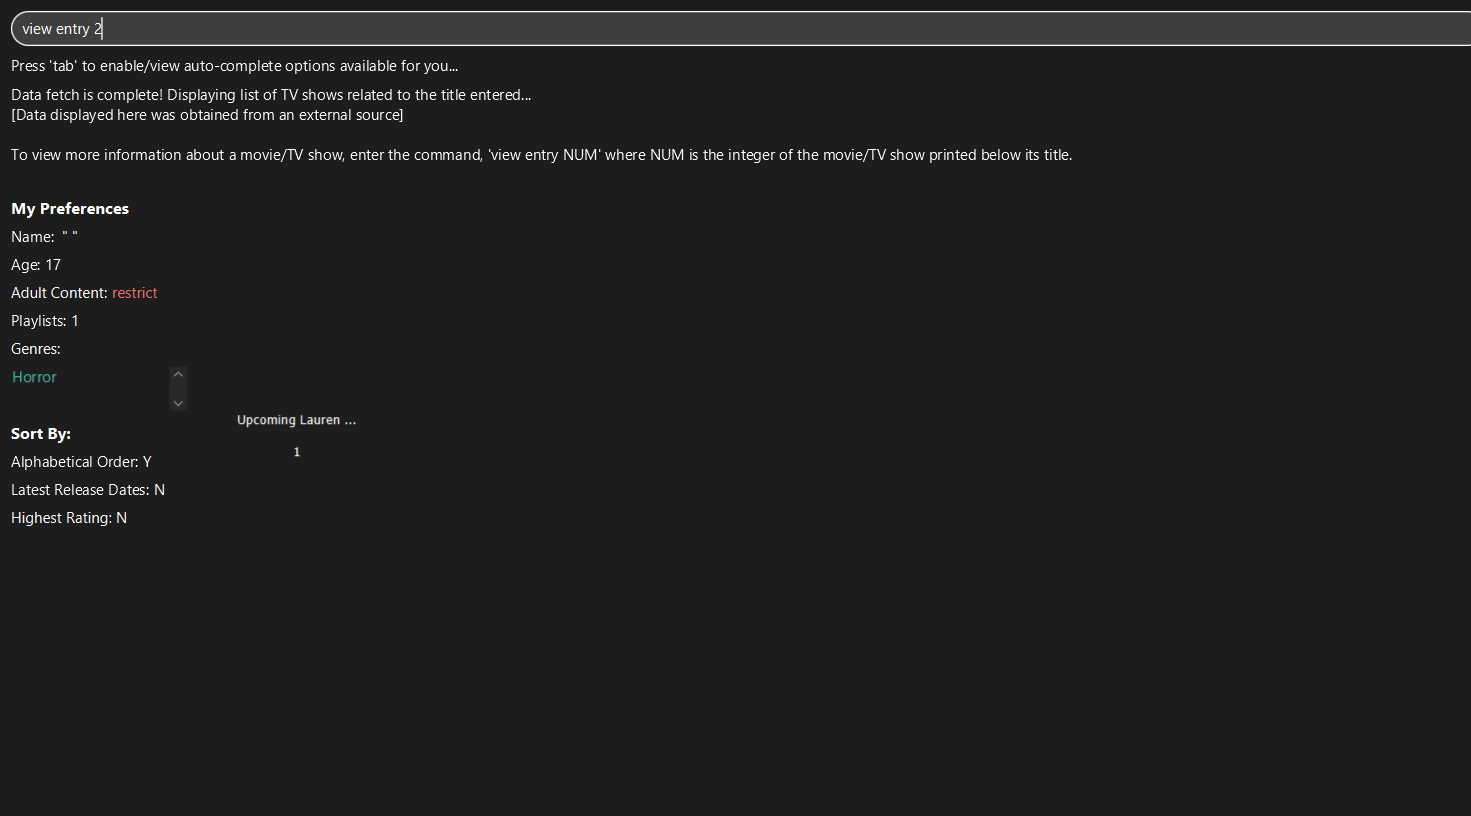 view entry 2
Press 'tab' to enable/view auto-complete options available for you...
Data fetch is complete! Displaying list of TV shows related to the title entered...
[Data displayed here was obtained from an external source]
To view more information about a movie/TV show, enter the command, 'view entry NUM' where NUM is the integer of the movie/TV show printed below its title.
My Preferences
Name: " "
Age: 17
Adult Content: restrict
Playlists: 1
Genres:
Horror
Upcoming Lauren ...
1
Sort By:
Alphabetical Order: Y
Latest Release Dates: N
Highest Rating: N